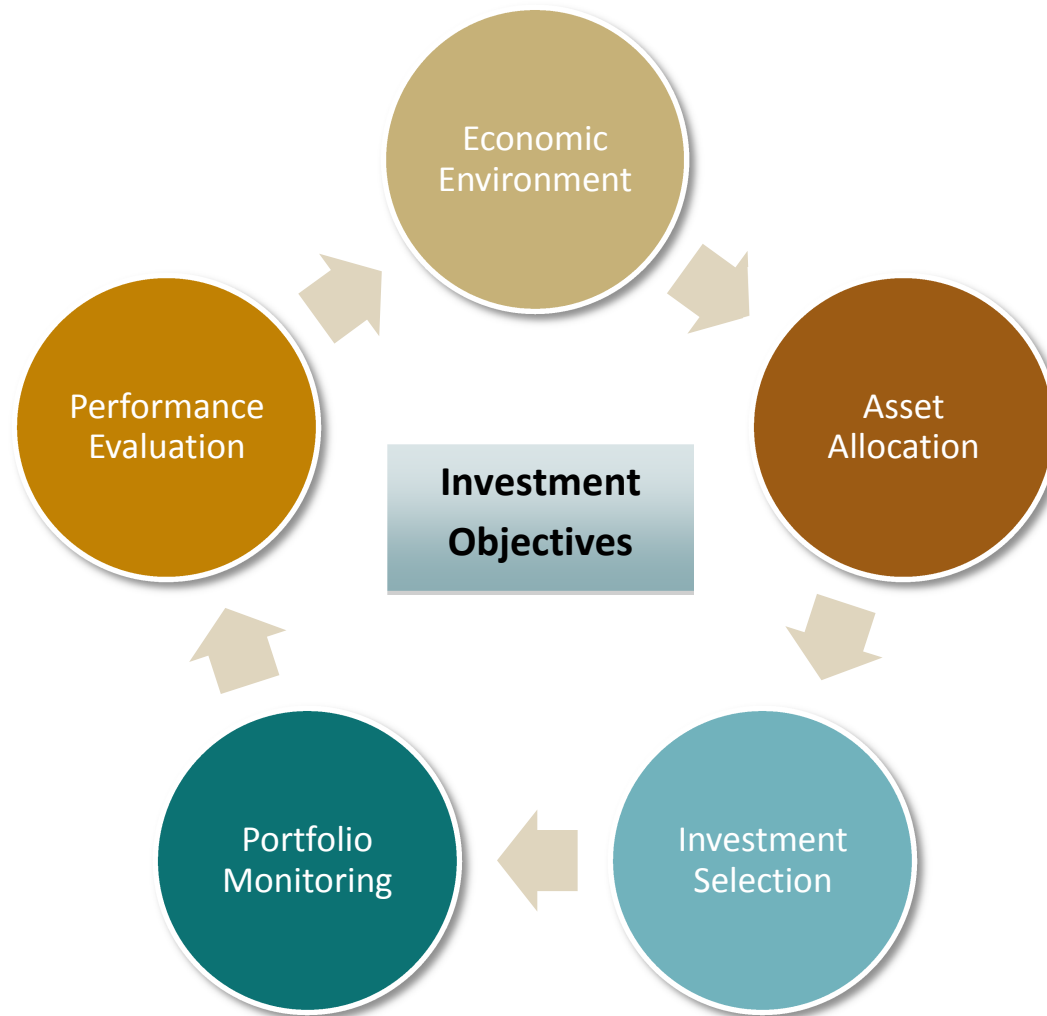 Economic
Environment
Asset
Allocation
Investment
Selection
Portfolio
Monitoring
Performance
Evaluation
Investment
Objectives